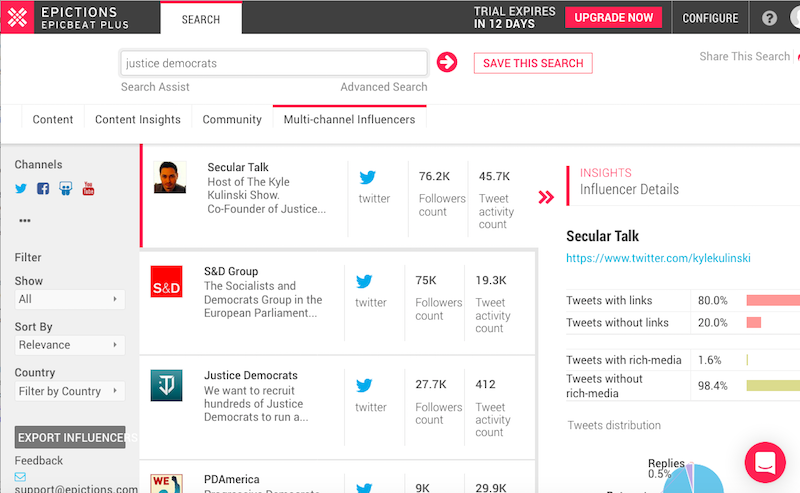 EPICTIONS
EPICBEAT PLUS
SEARCH
TRIAL EXPIRES
IN 12 DAYS
UPGRADE NOW
CONFIGURE
?
justice democrats
SAVE THIS SEARCH
Share This Search
Search Assist
Advanced Search
Content
Content Insights
Community
Multi-channel Influencers
Channels
You
Tube
Filter
Show
All
Sort By
Relevance
Country
Filter by Country
EXPORT INFLUENCERS
Feedback
support@epictions.com
Secular Talk
Host of The Kyle
Kulinski Show.
Co-Founder of Justice...
twitter
76.2K
Followers
count
45.7K
Tweet
activity
count
S&D
S&D Group
The Socialists and
Democrats Group in the
European Parliament...
twitter
75K
Followers
count
19.3K
Tweet
activity
count
Justice Democrats
We want to recruit
hundreds of Justice
Democrats to run a...
twitter
27.7K
Followers
count
412
Tweet
activity
count
WE
PDAmerica
9K
29.9K
INSIGHTS
Influencer Details
Secular Talk
https://www.twitter.com/kylekulinski
Tweets with links 80.0%
Tweets without links 20.0%
Tweets with rich-media 1.6%
Tweets without
rich-media 98.4%
Tweets distribution
Replies
0.5%